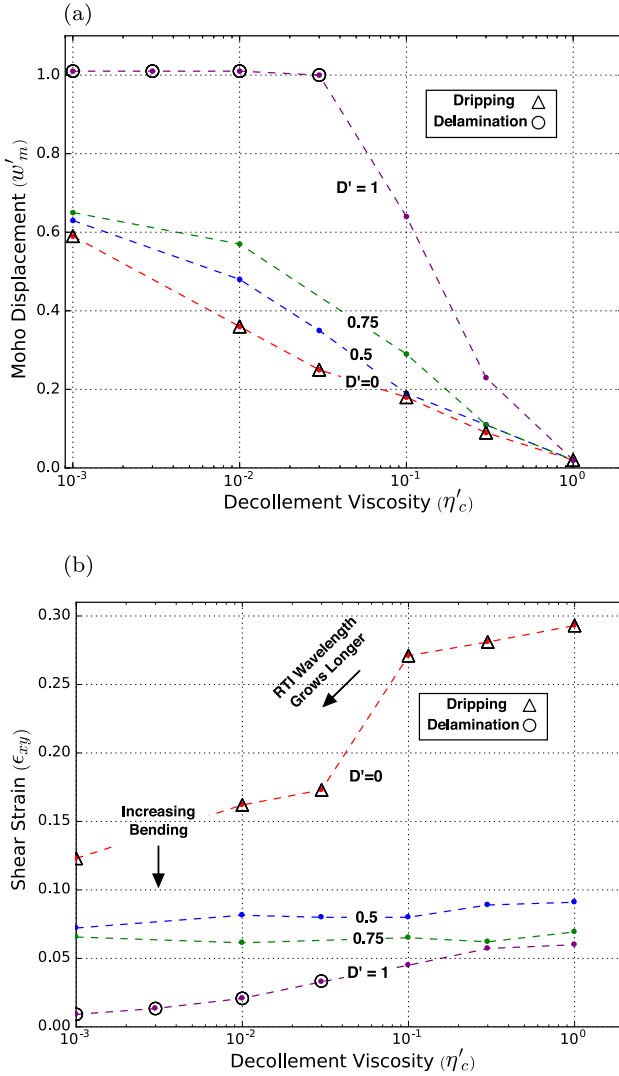 (a)
1.0
0.8
0.6
0.4
0.2
0.0
Moho Displacement (w'm)
Dripping
Delamination
D' = 1
0.75
0.5
D'=0
10⁻³
10⁻²
10⁻¹
10⁰
Decollement Viscosity (η'c)
(b)
0.30
0.25
0.20
0.15
0.10
0.05
0.00
Shear Strain (ϵxy)
RTI Wavelength
Grows Longer
Dripping
Delamination
D'=0
Increasing
Bending
0.5
0.75
D' = 1
10⁻³
10⁻²
10⁻¹
10⁰
Decollement Viscosity (η'c)